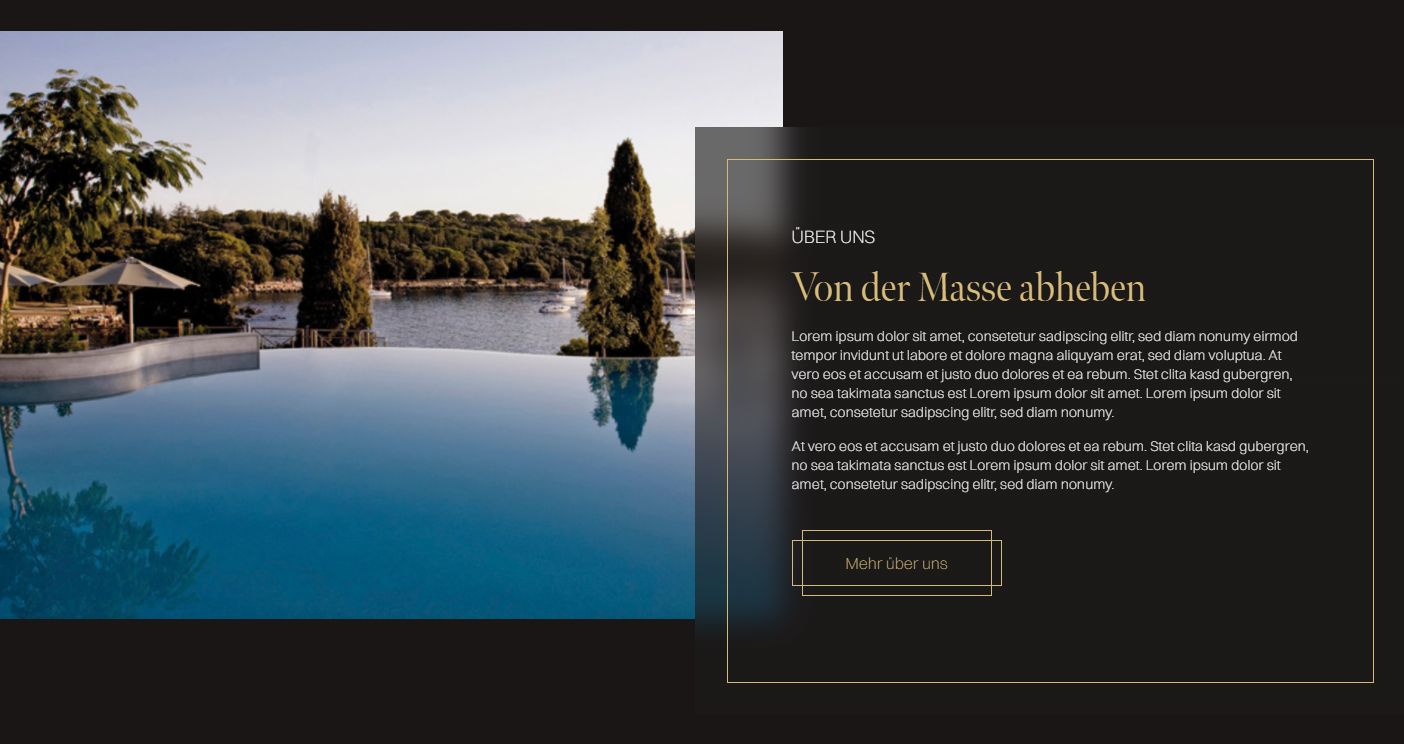 ÜBER UNS
Von der Masse abheben
Lorem ipsum dolor sit amet, consetetur sadipscing elitr, sed diam nonumy eirmod
tempor invidunt ut labore et dolore magna aliquyam erat, sed diam voluptua. At
vero eos et accusam et justo duo dolores et ea rebum. Stet clita kasd gubergren,
no sea takimata sanctus est Lorem ipsum dolor sit amet. Lorem ipsum dolor sit
amet, consetetur sadipscing elitr, sed diam nonumy.
At vero eos et accusam et justo duo dolores et ea rebum. Stet clita kasd gubergren,
no sea takimata sanctus est Lorem ipsum dolor sit amet. Lorem ipsum dolor sit
amet, consetetur sadipscing elitr, sed diam nonumy.
Mehr über uns